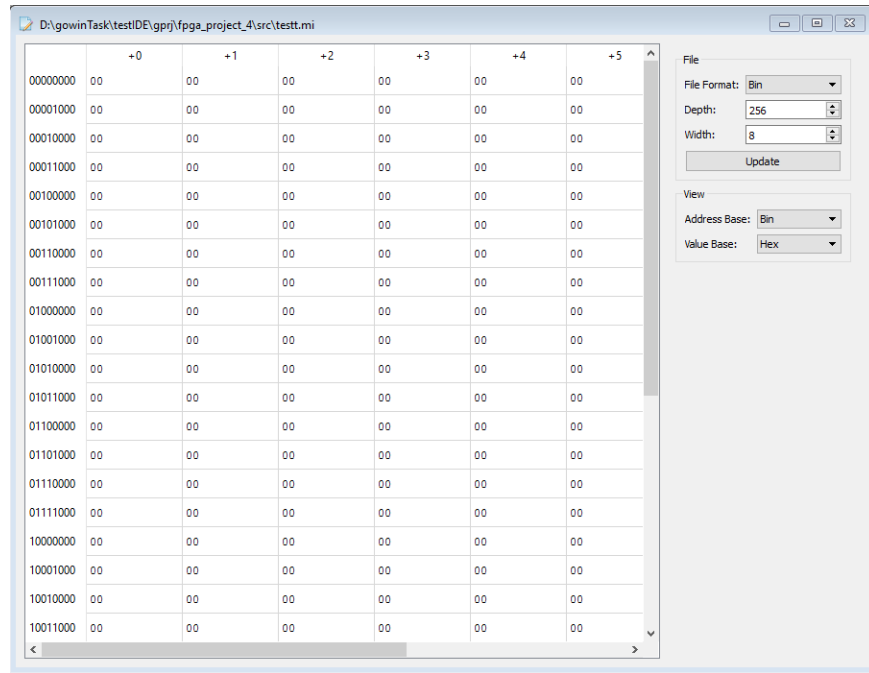 D:\gowinTask\testIDE\gprj\fpga_project_4\src\testt.mi
+0 +1 +2 +3 +4 +5
00000000 00 00 00 00 00 00
00001000 00 00 00 00 00 00
00010000 00 00 00 00 00 00
00011000 00 00 00 00 00 00
00100000 00 00 00 00 00 00
00101000 00 00 00 00 00 00
00110000 00 00 00 00 00 00
00111000 00 00 00 00 00 00
01000000 00 00 00 00 00 00
01001000 00 00 00 00 00 00
01010000 00 00 00 00 00 00
01011000 00 00 00 00 00 00
01100000 00 00 00 00 00 00
01101000 00 00 00 00 00 00
01110000 00 00 00 00 00 00
01111000 00 00 00 00 00 00
10000000 00 00 00 00 00 00
10001000 00 00 00 00 00 00
10010000 00 00 00 00 00 00
10011000 00 00 00 00 00 00
File
File Format: Bin
Depth: 256
Width: 8
Update
View
Address Base: Bin
Value Base: Hex